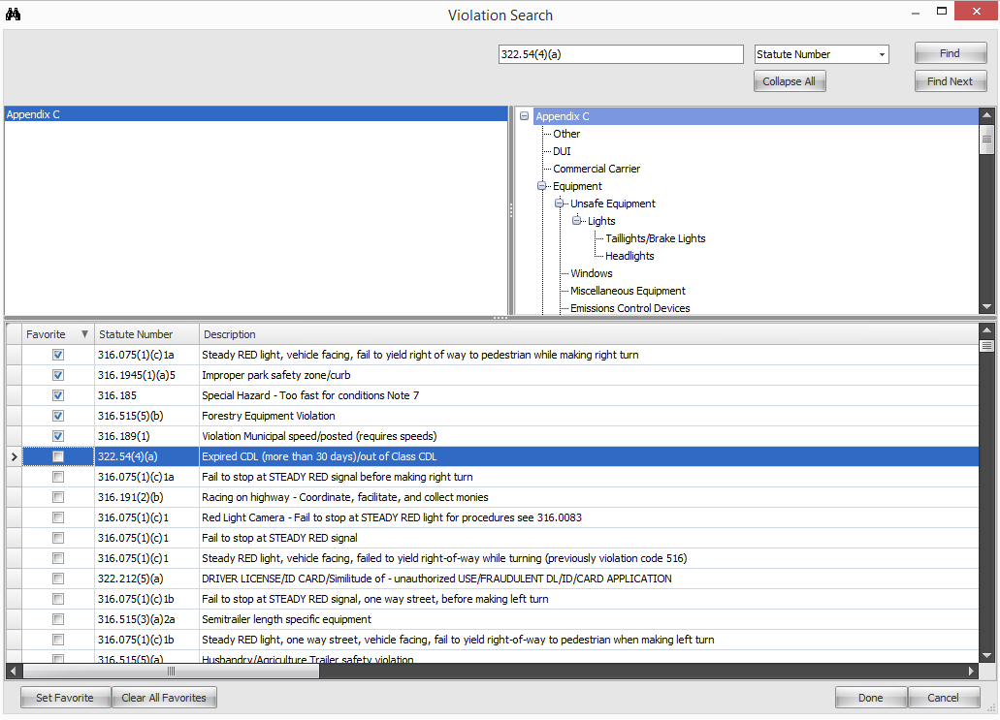 Violation Search
322.54(4)(a) Statute Number Find
Collapse All Find Next
Appendix C
Appendix C
Other
DUI
Commercial Carrier
Equipment
Unsafe Equipment
Lights
Taillights/Brake Lights
Headlights
Windows
Miscellaneous Equipment
Emissions Control Devices
Favorite Statute Number Description
316.075(1)(c)1a Steady RED light, vehicle facing, fail to yield right of way to pedestrian while making right turn
316.1945(1)(a)5 Improper park safety zone/curb
316.185 Special Hazard - Too fast for conditions Note 7
316.515(5)(b) Forestry Equipment Violation
316.189(1) Violation Municipal speed/posted (requires speeds)
322.54(4)(a) Expired CDL (more than 30 days)/out of Class CDL
316.075(1)(c)1a Fail to stop at STEADY RED signal before making right turn
316.191(2)(b) Racing on highway - Coordinate, facilitate, and collect monies
316.075(1)(c)1 Red Light Camera - Fail to stop at STEADY RED light for procedures see 316.0083
316.075(1)(c)1 Fail to stop at STEADY RED signal
316.075(1)(c)1 Steady RED light, vehicle facing, failed to yield right-of-way while turning (previously violation code 516)
322.212(5)(a) DRIVER LICENSE/ID CARD/Similitude of - unauthorized USE/FRAUDULENT DL/ID/CARD APPLICATION
316.075(1)(c)1b Fail to stop at STEADY RED signal, one way street, before making left turn
316.515(3)(a)2a Semitrailer length specific equipment
316.075(1)(c)1b Steady RED light, one way street, vehicle facing, fail to yield right-of-way to pedestrian when making left turn
316.515(5)(a) Husbandry/Agriculture Trailer safety violation
Set Favorite Clear All Favorites Done Cancel